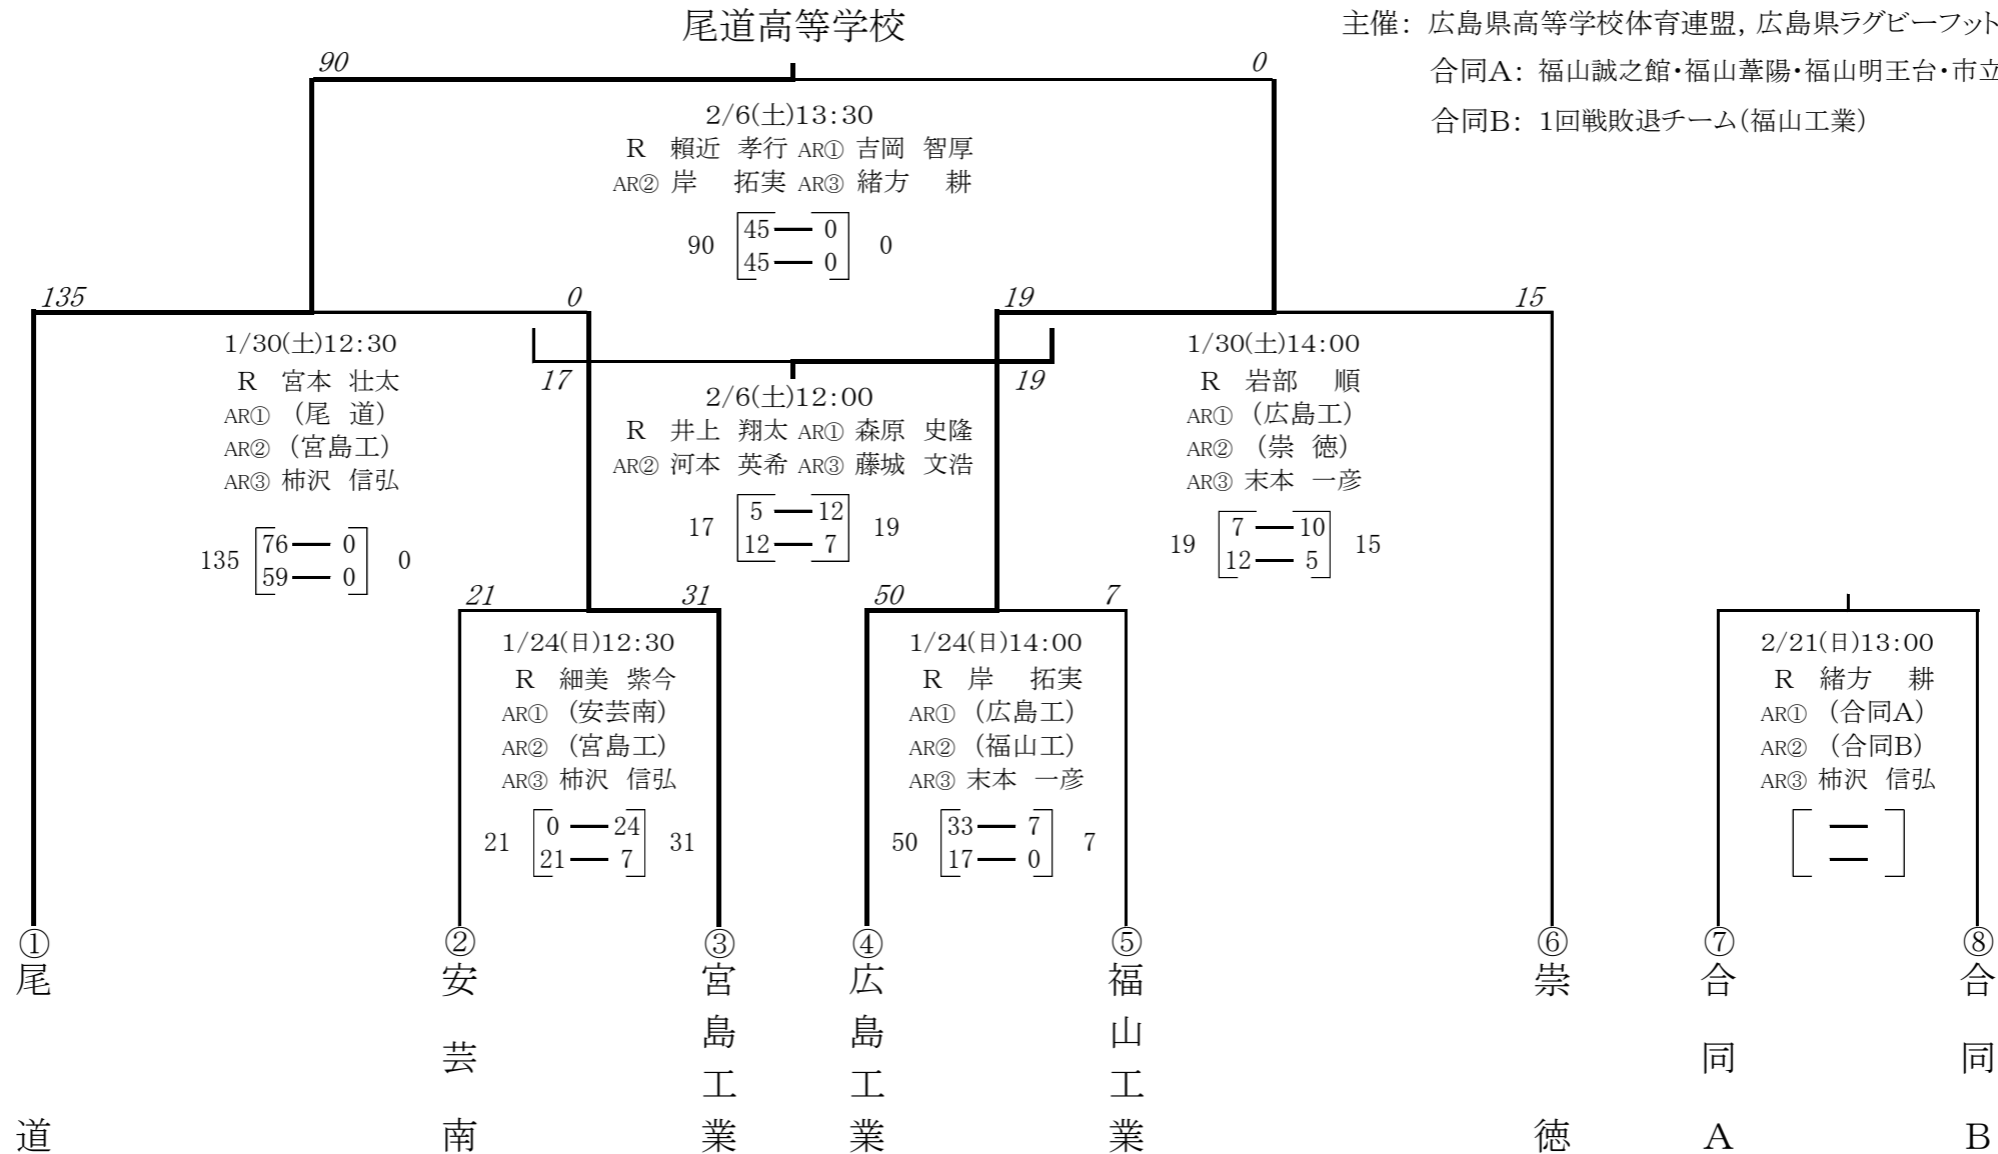 尾道高等学校
主催： 広島県高等学校体育連盟，広島県ラグビーフット
合同A： 福山誠之館・福山葦陽・福山明王台・市立
合同B： 1回戦敗退チーム（福山工業）
90 0
2/6(土)13:30
R 頼近 孝行 AR① 吉岡 智厚
AR② 岸 拓実 AR③ 緒方 耕
90 45 — 0 0
45 — 0
135 0
1/30(土)12:30
R 宮本 壮太
AR① （尾 道）
AR② （宮島工）
AR③ 柿沢 信弘
135 76 — 0 0
59 — 0
17 19
2/6(土)12:00
R 井上 翔太 AR① 森原 史隆
AR② 河本 英希 AR③ 藤城 文浩
17 5 — 12 19
12 — 7
19 15
1/30(土)14:00
R 岩部 順
AR① （広島工）
AR② （崇 徳）
AR③ 末本 一彦
19 7 — 10 15
12 — 5
21 31
1/24(日)12:30
R 細美 紫今
AR① （安芸南）
AR② （宮島工）
AR③ 柿沢 信弘
21 0 — 24 31
21 — 7
50 7
1/24(日)14:00
R 岸 拓実
AR① （広島工）
AR② （福山工）
AR③ 末本 一彦
50 33 — 7 7
17 — 0
2/21(日)13:00
R 緒方 耕
AR① （合同A）
AR② （合同B）
AR③ 柿沢 信弘
— 
— 
①尾道
②安芸南
③宮島工業
④広島工業
⑤福山工業
⑥崇徳
⑦合同A
⑧合同B